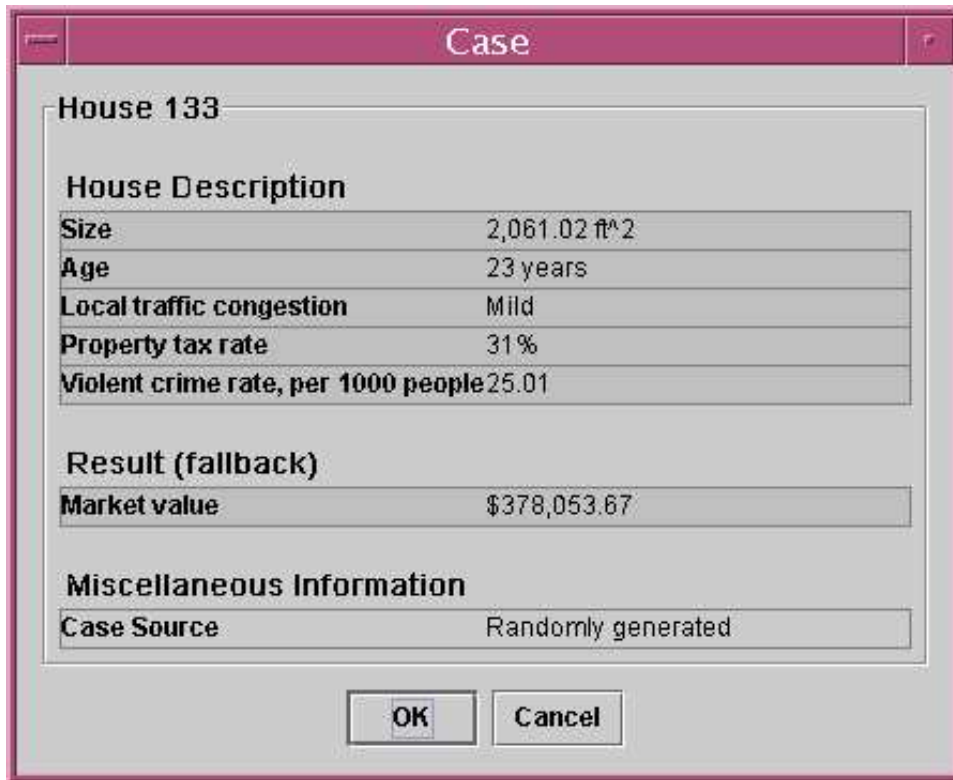 Case
House 133
House Description
Size 2,061.02 ft^2
Age 23 years
Local traffic congestion Mild
Property tax rate 31%
Violent crime rate, per 1000 people 25.01
Result (fallback)
Market value $378,053.67
Miscellaneous Information
Case Source Randomly generated
OK Cancel